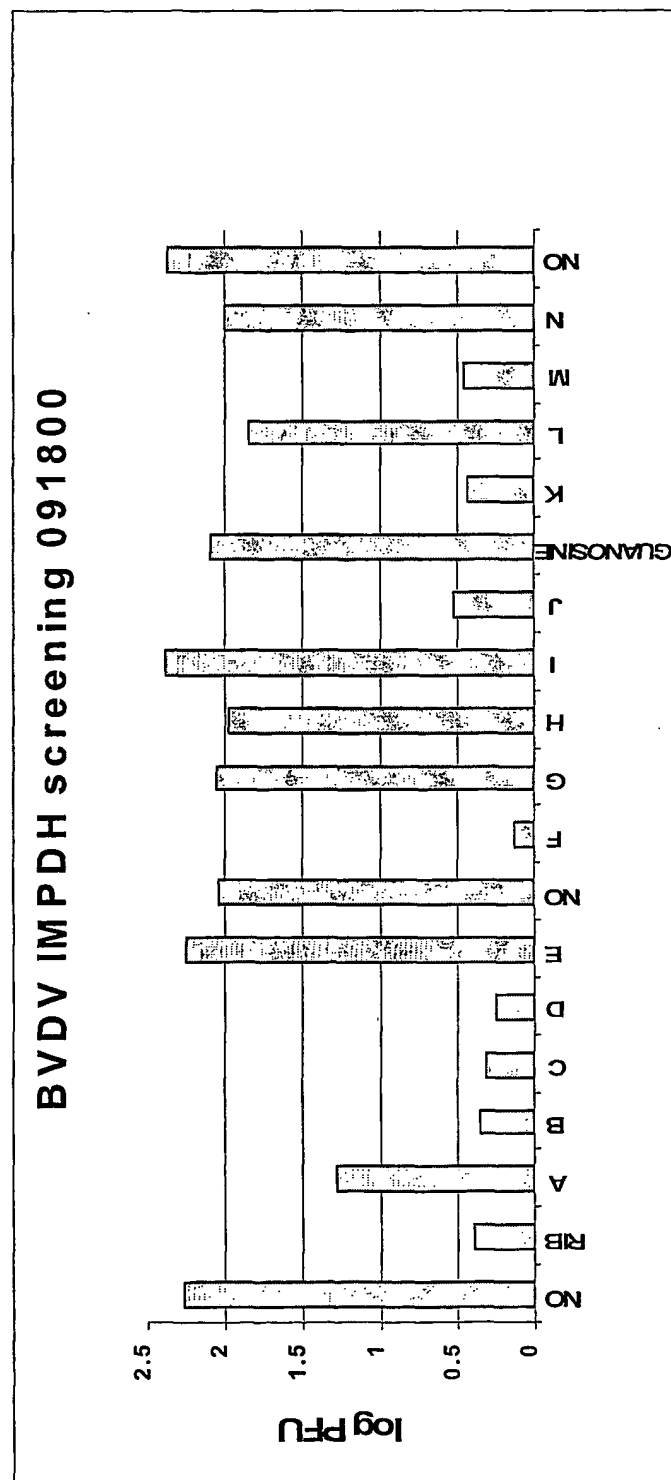 BVDV IMPDH screening 091800
log PFU
2.5
2
1.5
1
0.5
0
NO
RIB
A
B
C
D
E
NO
F
G
H
I
J
GUANOSINE
K
L
M
N
NO